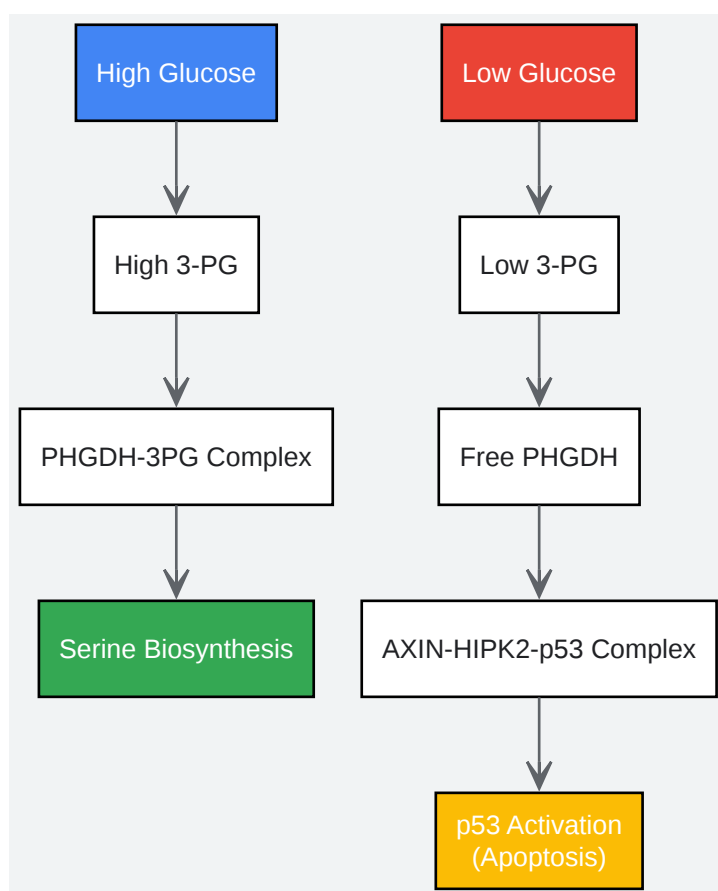 High Glucose
High 3-PG
PHGDH-3PG Complex
Serine Biosynthesis
Low Glucose
Low 3-PG
Free PHGDH
AXIN-HIPK2-p53 Complex
p53 Activation
(Apoptosis)